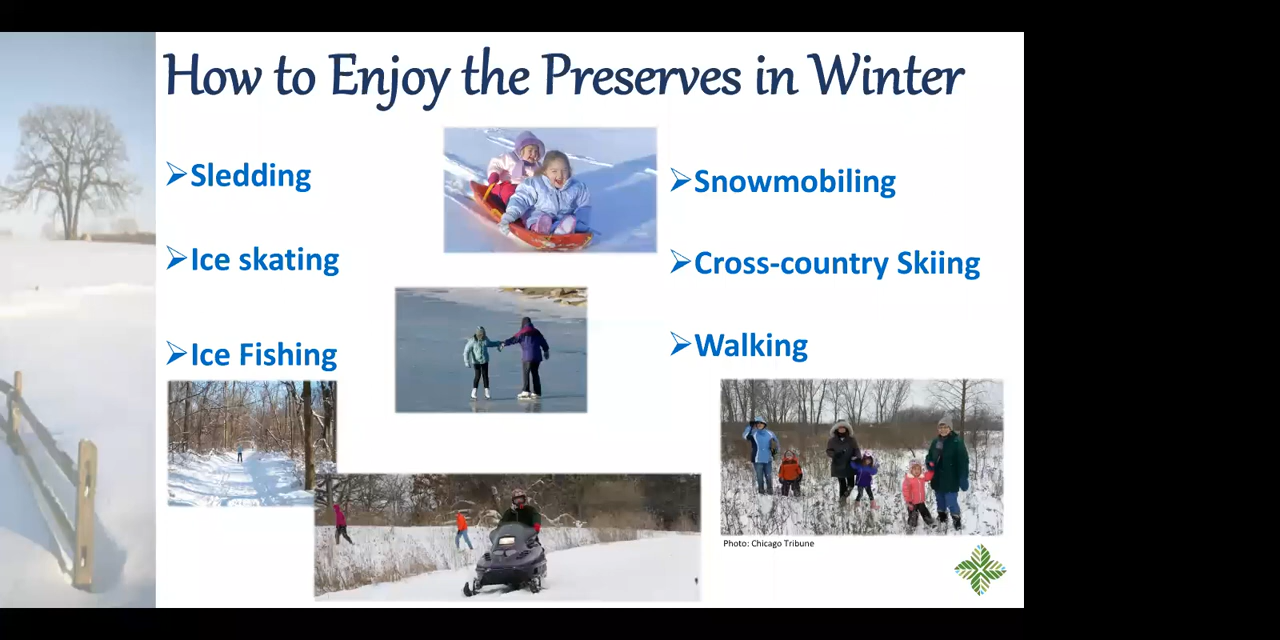 How to Enjoy the Preserves in Winter
➢Sledding
➢Ice skating
➢Ice Fishing
➢Snowmobiling
➢Cross-country Skiing
➢Walking
Photo: Chicago Tribune